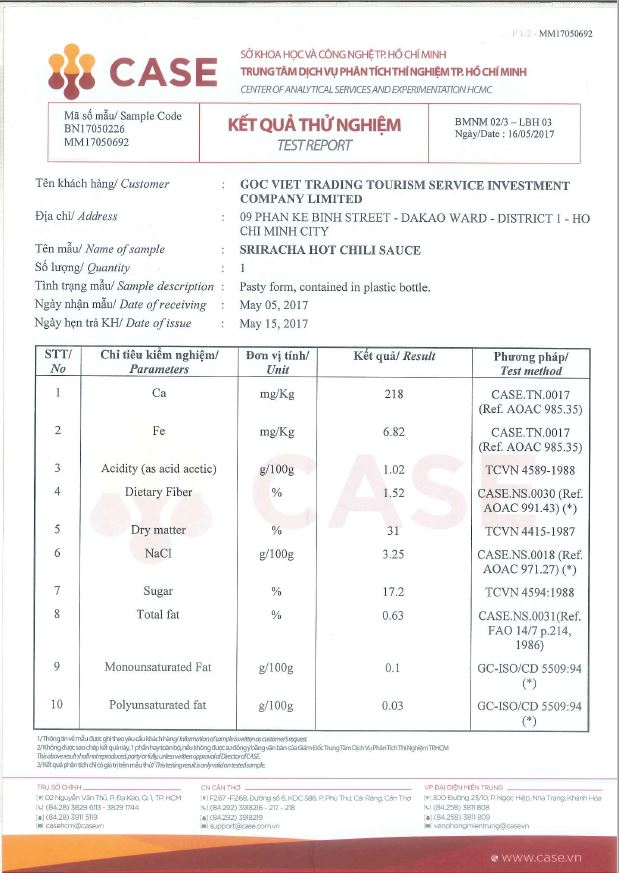 P 1/2 - MM17050692
CASE
SỞ KHOA HỌC VÀ CÔNG NGHỆ TP. HỒ CHÍ MINH
TRUNG TÂM DỊCH VỤ PHÂN TÍCH THÍ NGHIỆM TP. HỒ CHÍ MINH
CENTER OF ANALYTICAL SERVICES AND EXPERIMENTATION HCMC
Mã số mẫu/ Sample Code
BN17050226
MM17050692
KẾT QUẢ THỬ NGHIỆM
TEST REPORT
BMNM 02/3 – LBH 03
Ngày/Date : 16/05/2017
Tên khách hàng/ Customer : GOC VIET TRADING TOURISM SERVICE INVESTMENT
COMPANY LIMITED
Địa chỉ/ Address : 09 PHAN KE BINH STREET - DAKAO WARD - DISTRICT 1 - HO
CHI MINH CITY
Tên mẫu/ Name of sample : SRIRACHA HOT CHILI SAUCE
Số lượng/ Quantity : 1
Tình trạng mẫu/ Sample description : Pasty form, contained in plastic bottle.
Ngày nhận mẫu/ Date of receiving : May 05, 2017
Ngày hẹn trả KH/ Date of issue : May 15, 2017
STT/ Chỉ tiêu kiểm nghiệm/ Đơn vị tính/ Kết quả/ Result Phương pháp/
No Parameters Unit Test method
1 Ca mg/Kg 218 CASE.TN.0017
(Ref. AOAC 985.35)
2 Fe mg/Kg 6.82 CASE.TN.0017
(Ref. AOAC 985.35)
3 Acidity (as acid acetic) g/100g 1.02 TCVN 4589-1988
4 Dietary Fiber % 1.52 CASE.NS.0030 (Ref.
AOAC 991.43) (*)
5 Dry matter % 31 TCVN 4415-1987
6 NaCl g/100g 3.25 CASE.NS.0018 (Ref.
AOAC 971.27) (*)
7 Sugar % 17.2 TCVN 4594:1988
8 Total fat % 0.63 CASE.NS.0031(Ref.
FAO 14/7 p.214,
1986)
9 Monounsaturated Fat g/100g 0.1 GC-ISO/CD 5509:94
(*)
10 Polyunsaturated fat g/100g 0.03 GC-ISO/CD 5509:94
(*)
CASE
1/ Thông tin về mẫu được ghi theo yêu cầu khách hàng/ Information of sample is written as customer's request.
2/ Không được sao chép kết quả này, 1 phần hay toàn bộ, nếu không được sự đồng ý bằng văn bản của Giám Đốc Trung Tâm Dịch Vụ Phân Tích Thí Nghiệm TP.HCM
This above results shall not reproduced, partly or fully, unless written approval of Director of CASE.
3/ Kết quả phân tích chỉ có giá trị trên mẫu thử/ This testing result is only valid on tested sample.
TRỤ SỞ CHÍNH
02 Nguyễn Văn Thủ, P. Đa Kao, Q. 1, TP. HCM
(84.28) 3829 6113 - 3829 1744
(84.28) 3911 5119
casehcm@case.vn
CN CẦN THƠ
F2.67 -F2.68, Đường số 6, KDC 586, P. Phú Thứ, Cái Răng, Cần Thơ
(84.292) 3918216 - 217 - 218
(84.292) 3918219
support@case.com.vn
VP ĐẠI DIỆN MIỀN TRUNG
300 Đường 23/10, P. Ngọc Hiệp, Nha Trang, Khánh Hòa
(84.258) 3811 808
(84.258) 3811 809
vanphongmientrung@case.vn
www.case.vn